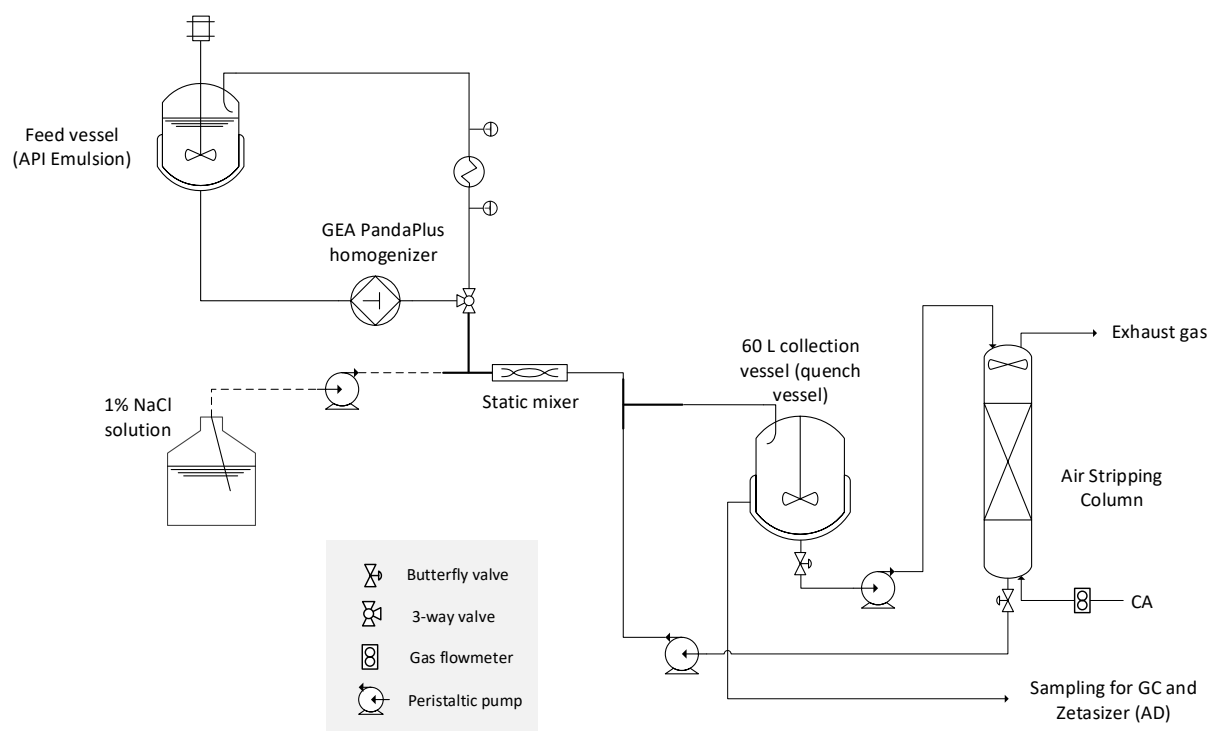 Feed vessel
(API Emulsion)
GEA PandaPlus
homogenizer
1% NaCl
solution
Static mixer
60 L collection
vessel (quench
vessel)
Exhaust gas
Air Stripping
Column
CA
Sampling for GC and
Zetasizer (AD)
Butterfly valve
3-way valve
Gas flowmeter
Peristaltic pump